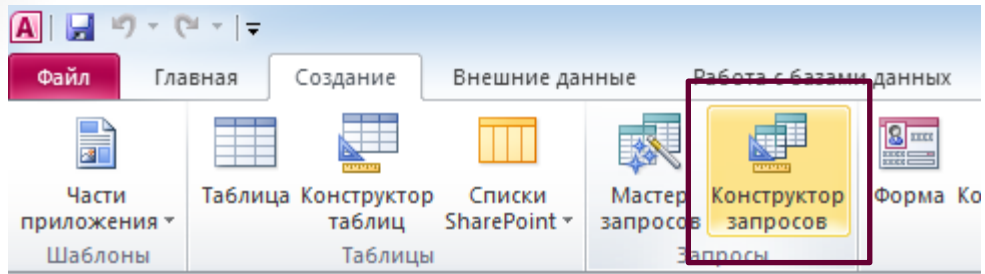 A
Файл Главная Создание Внешние данные Работа с базами данных
Части приложения
Таблица
Конструктор таблиц
Списки SharePoint
Мастер запросов
Конструктор запросов
Форма
Шаблоны Таблицы Запросы